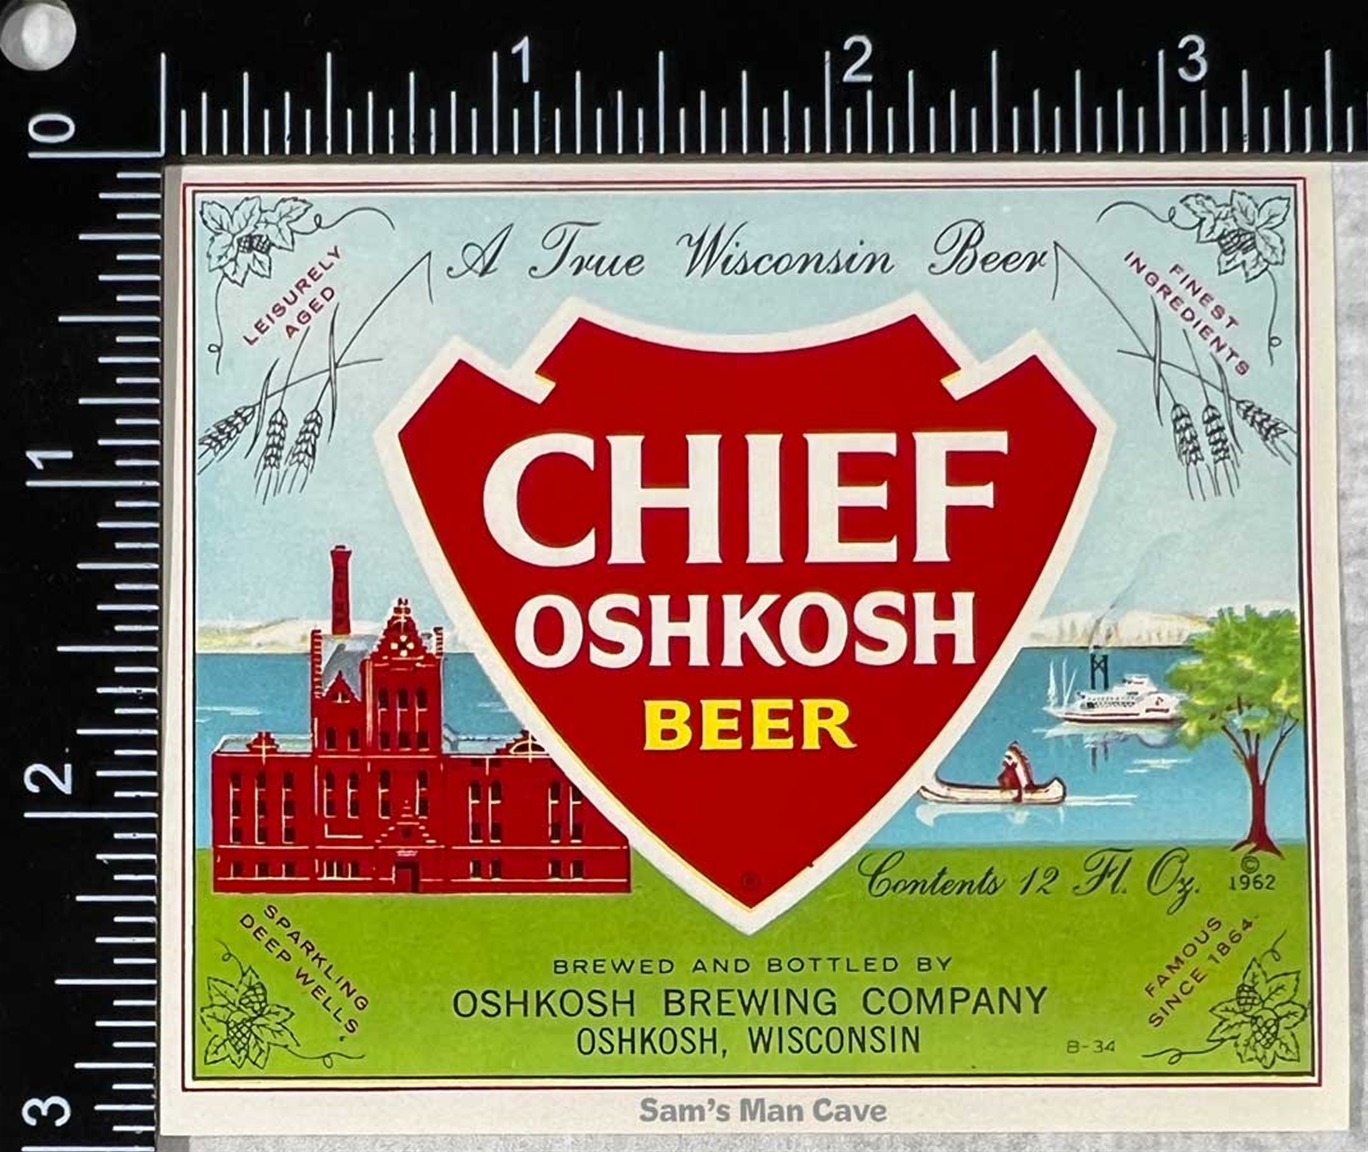 1 2 3
0
1
2
3
A True Wisconsin Beer
LEISURELY
AGED
FINEST
INGREDIENTS
CHIEF
OSHKOSH
BEER
®
Contents 12 Fl. Oz.
©
1962
SPARKLING
DEEP WELLS
FAMOUS
SINCE 1864
BREWED AND BOTTLED BY
OSHKOSH BREWING COMPANY
OSHKOSH, WISCONSIN
B-34
Sam's Man Cave